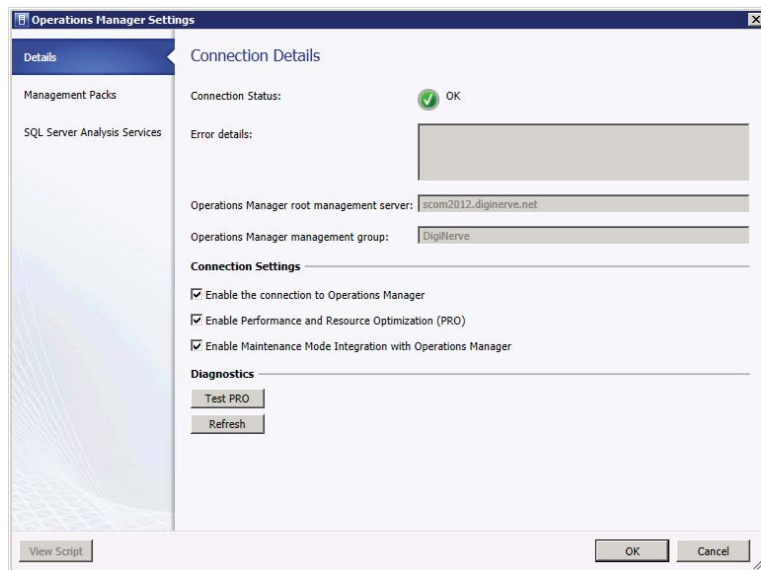 Operations Manager Settings
Details
Management Packs
SQL Server Analysis Services
Connection Details
Connection Status: OK
Error details:
Operations Manager root management server: scom2012.diginerve.net
Operations Manager management group: DigiNerve
Connection Settings
Enable the connection to Operations Manager
Enable Performance and Resource Optimization (PRO)
Enable Maintenance Mode Integration with Operations Manager
Diagnostics
Test PRO
Refresh
View Script OK Cancel